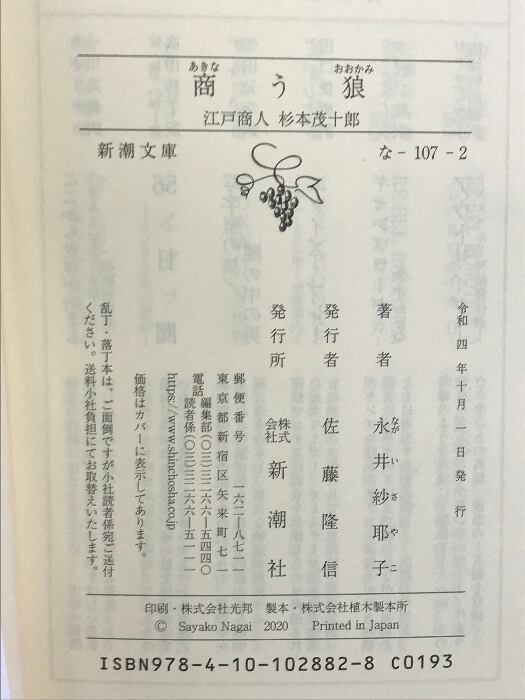 あきな おおかみ
商う狼
江戸商人 杉本茂十郎
新潮文庫 な-107-2
令和四年十月一日発行
著者 永井紗耶子
なが い さ や こ
発行者 佐藤隆信
発行所 株式会社 新潮社
郵便番号 一六二―八七一一
東京都新宿区矢来町七一
電話 編集部(〇三)三二六六―五四四〇
読者係(〇三)三二六六―五一一一
https://www.shinchosha.co.jp
価格はカバーに表示してあります。
乱丁・落丁本は、ご面倒ですが小社読者係宛ご送付
ください。送料小社負担にてお取替えいたします。
印刷・株式会社光邦 製本・株式会社植木製本所
© Sayako Nagai 2020 Printed in Japan
ISBN978-4-10-102882-8 C0193